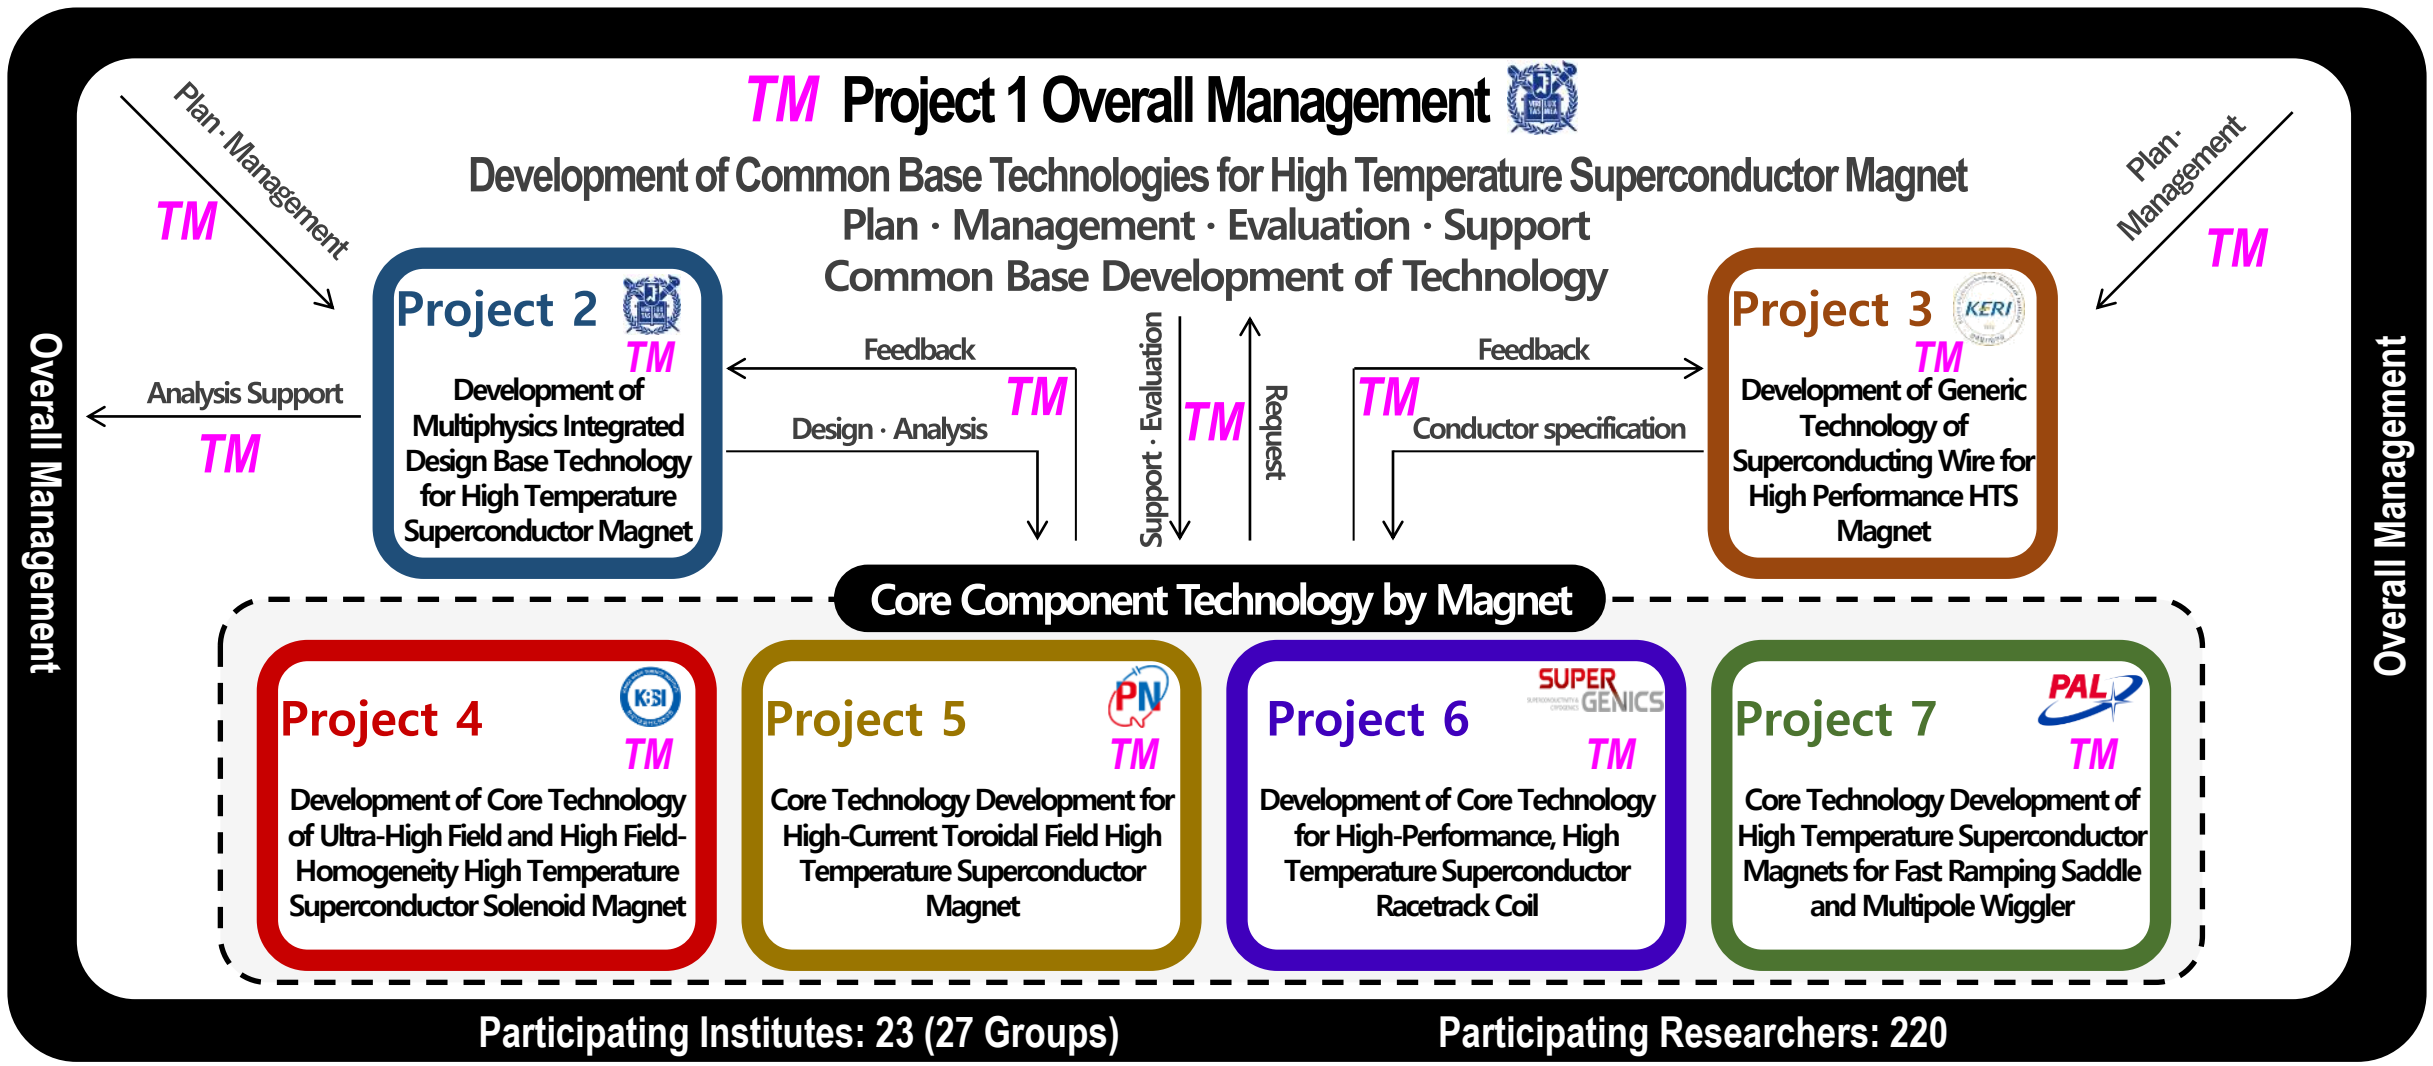 TM Project 1 Overall Management
Development of Common Base Technologies for High Temperature Superconductor Magnet
Plan · Management · Evaluation · Support
Common Base Development of Technology
Plan · Management
TM
Plan ·
Management
TM
Overall Management
Overall Management
Project 2
TM
Development of
Multiphysics Integrated
Design Base Technology
for High Temperature
Superconductor Magnet
Analysis Support
TM
Feedback
TM
Design · Analysis
Support · Evaluation
TM
Request
Feedback
TM
Conductor specification
Project 3
KERI
TM
Development of Generic
Technology of
Superconducting Wire for
High Performance HTS
Magnet
Core Component Technology by Magnet
Project 4
KBSI
TM
Development of Core Technology
of Ultra-High Field and High Field-
Homogeneity High Temperature
Superconductor Solenoid Magnet
Project 5
PN
TM
Core Technology Development for
High-Current Toroidal Field High
Temperature Superconductor
Magnet
Project 6
SUPER
GENICS
TM
Development of Core Technology
for High-Performance, High
Temperature Superconductor
Racetrack Coil
Project 7
PAL
TM
Core Technology Development of
High Temperature Superconductor
Magnets for Fast Ramping Saddle
and Multipole Wiggler
Participating Institutes: 23 (27 Groups)
Participating Researchers: 220